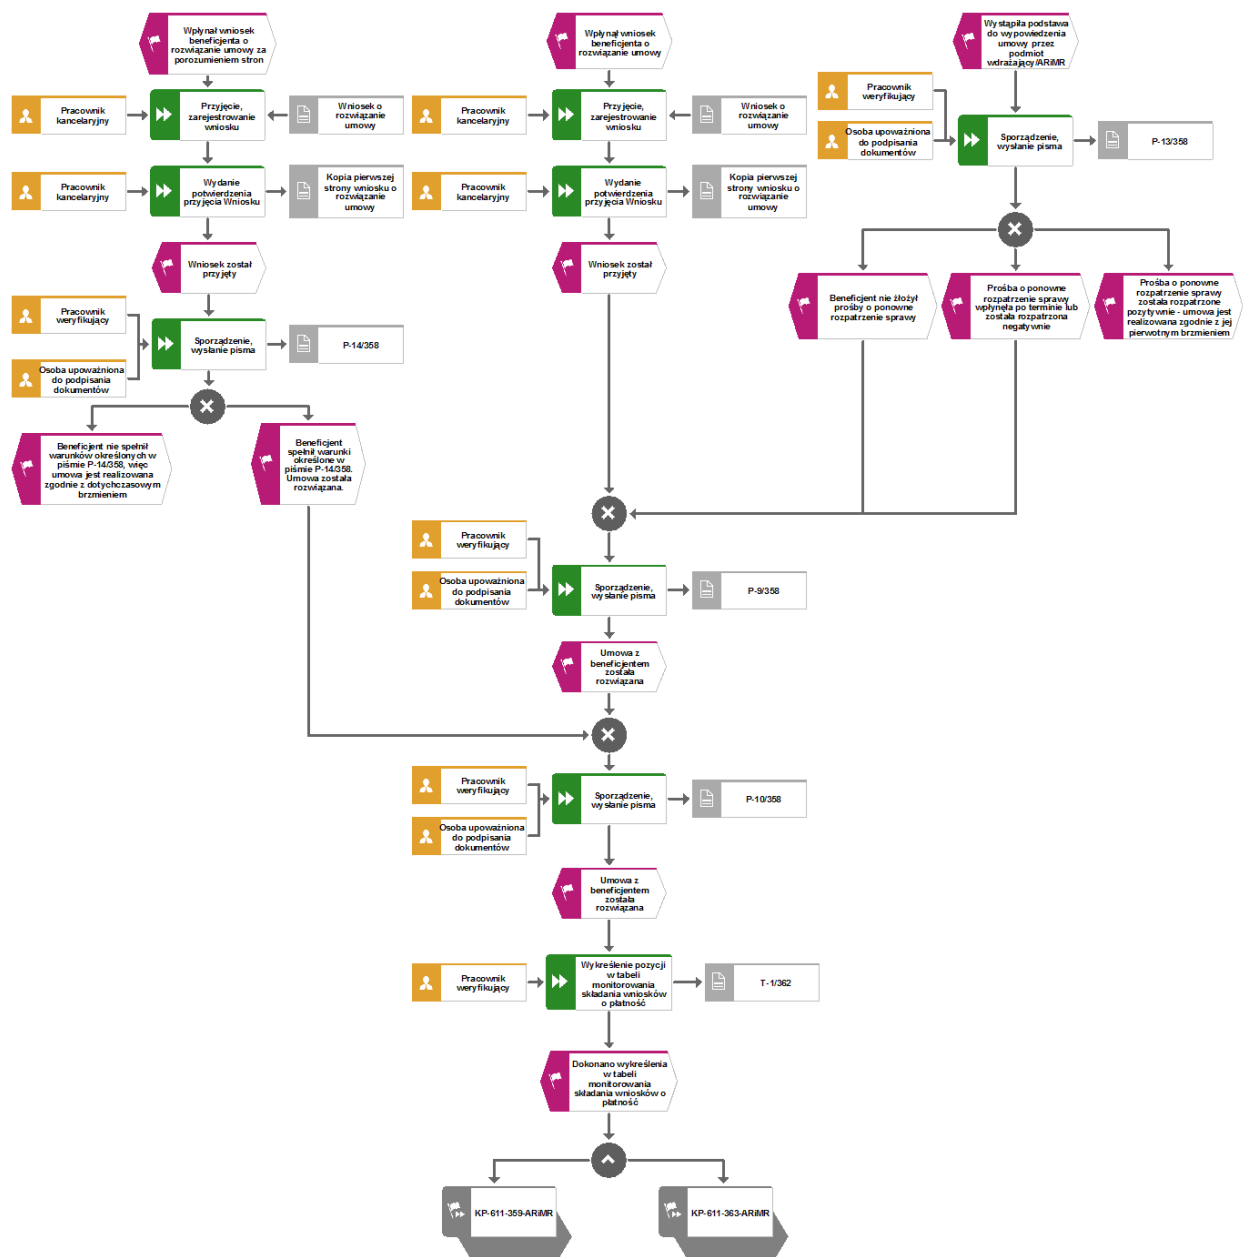 Wpłynał wniosek
beneficjenta o
rozwiązanie umowy za
porozumieniem stron
Pracownik
kancelaryjny
Przyjęcie,
zarejestrowanie
wniosku
Wniosek o
rozwiązanie
umowy
Pracownik
kancelaryjny
Wydanie
potwierdzenia
przyjęcia Wniosku
Kopia pierwszej
strony wniosku o
rozwiązanie
umowy
Wniosek został
przyjęty
Pracownik
weryfikujący
Osoba upoważniona
do podpisania
dokumentów
Sporządzenie,
wysłanie pisma
P-14/358
Beneficjent nie spełnił
warunków określonych w
piśmie P-14/358, więc
umowa jest realizowana
zgodnie z dotychczasowym
brzmieniem
Beneficjent
spełnił warunki
określone w
piśmie P-14/358.
Umowa została
rozwiązana.
Wpłynął wniosek
beneficjenta o
rozwiązanie umowy
Pracownik
kancelaryjny
Przyjęcie,
zarejestrowanie
wniosku
Wniosek o
rozwiązanie
umowy
Pracownik
kancelaryjny
Wydanie
potwierdzenia
przyjęcia Wniosku
Kopia pierwszej
strony wniosku o
rozwiązanie
umowy
Wniosek został
przyjęty
Wystąpiła podstawa
do wypowiedzenia
umowy przez
podmiot
wdrażający/ARiMR
Pracownik
weryfikujący
Osoba upoważniona
do podpisania
dokumentów
Sporządzenie,
wysłanie pisma
P-13/358
Beneficjent nie złożył
prośby o ponowne
rozpatrzenie sprawy
Prośba o ponowne
rozpatrzenie sprawy
wpłynęła po terminie lub
została rozpatrzona
negatywnie
Prośba o ponowne
rozpatrzenie sprawy
została rozpatrzone
pozytywnie - umowa jest
realizowana zgodnie z jej
pierwotnym brzmieniem
Pracownik
weryfikujący
Osoba upoważniona
do podpisania
dokumentów
Sporządzenie,
wysłanie pisma
P-9/358
Umowa z
beneficjentem
została
rozwiązana
Pracownik
weryfikujący
Osoba upoważniona
do podpisania
dokumentów
Sporządzenie,
wysłanie pisma
P-10/358
Umowa z
beneficjentem
została
rozwiązana
Pracownik
weryfikujący
Wykreślenie pozycji
w tabeli
monitorowania
składania wniosków
o płatność
T-1/362
Dokonano wykreślenia
w tabeli
monitorowania
składania wniosków o
płatność
KP-611-359-ARiMR
KP-611-363-ARiMR